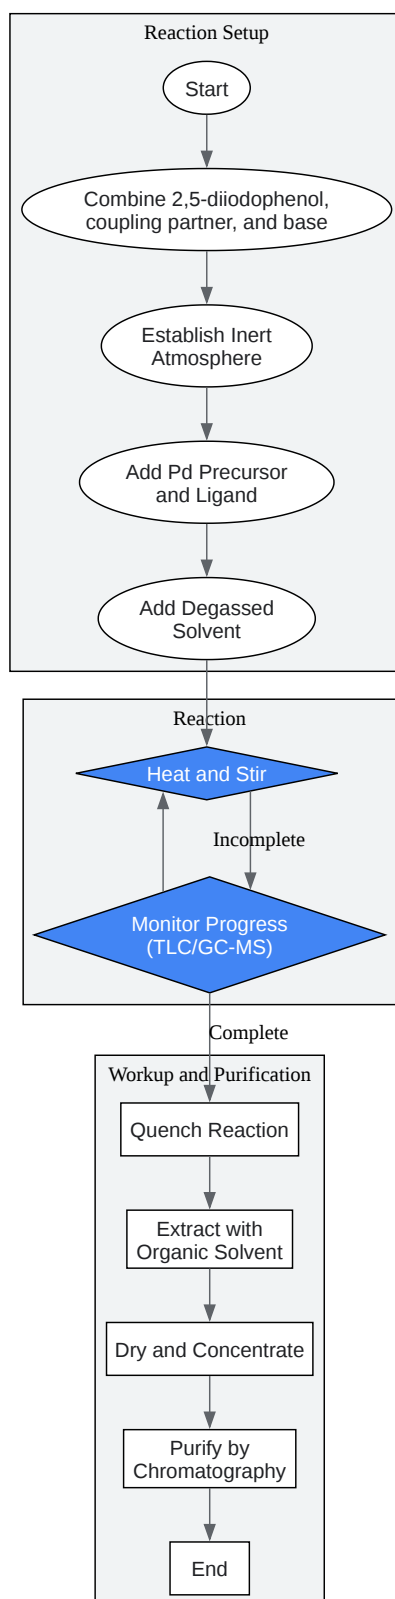 Reaction Setup
Start
Combine 2,5-diiodophenol,
coupling partner, and base
Establish Inert
Atmosphere
Add Pd Precursor
and Ligand
Add Degassed
Solvent
Reaction
Heat and Stir
Incomplete
Monitor Progress
(TLC/GC-MS)
Complete
Workup and Purification
Quench Reaction
Extract with
Organic Solvent
Dry and Concentrate
Purify by
Chromatography
End